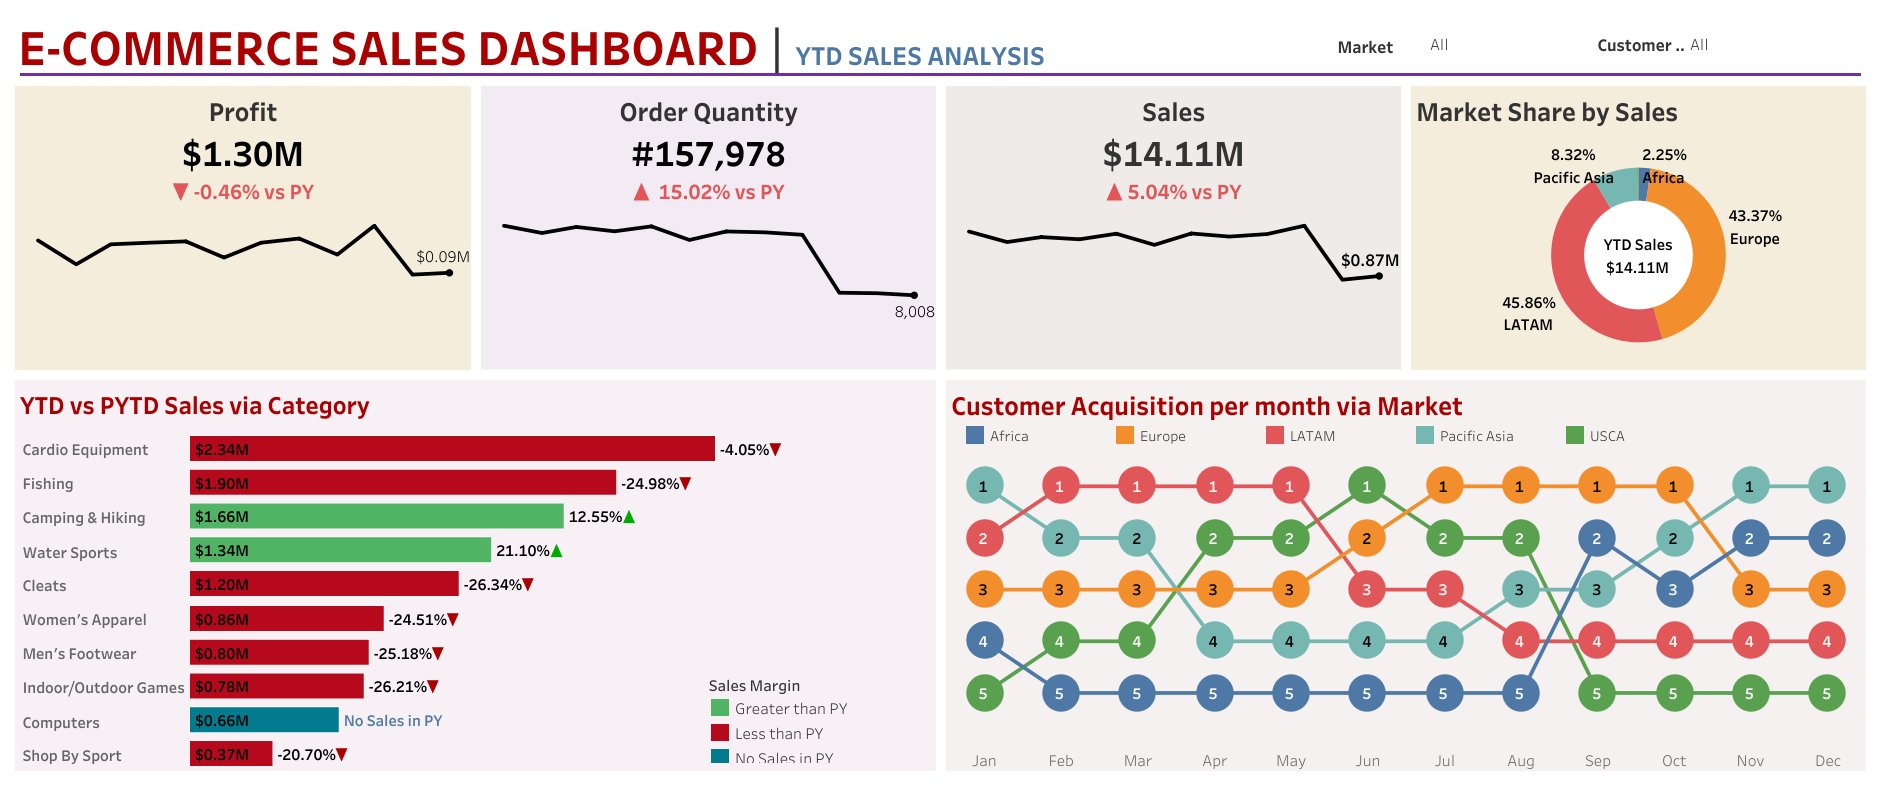 E-COMMERCE SALES DASHBOARD
YTD SALES ANALYSIS
Market All
Customer .. All
Profit
$1.30M
▼ -0.46% vs PY
$0.09M
Order Quantity
#157,978
▲ 15.02% vs PY
8,008
Sales
$14.11M
▲ 5.04% vs PY
$0.87M
Market Share by Sales
8.32%
Pacific Asia
2.25%
Africa
43.37%
Europe
YTD Sales
$14.11M
45.86%
LATAM
YTD vs PYTD Sales via Category
Cardio Equipment $2.34M -4.05%▼
Fishing $1.90M -24.98%▼
Camping & Hiking $1.66M 12.55%▲
Water Sports $1.34M 21.10%▲
Cleats $1.20M -26.34%▼
Women's Apparel $0.86M -24.51%▼
Men's Footwear $0.80M -25.18%▼
Indoor/Outdoor Games $0.78M -26.21%▼
Computers $0.66M No Sales in PY
Shop By Sport $0.37M -20.70%▼
Sales Margin
Greater than PY
Less than PY
No Sales in PY
Customer Acquisition per month via Market
Africa Europe LATAM Pacific Asia USCA
1 1 1 1 1 1 1 1 1 1 1 1
2 2 2 2 2 2 2 2 2 2 2 2
3 3 3 3 3 3 3 3 3 3 3 3
4 4 4 4 4 4 4 4 4 4 4 4
5 5 5 5 5 5 5 5 5 5 5 5
Jan Feb Mar Apr May Jun Jul Aug Sep Oct Nov Dec